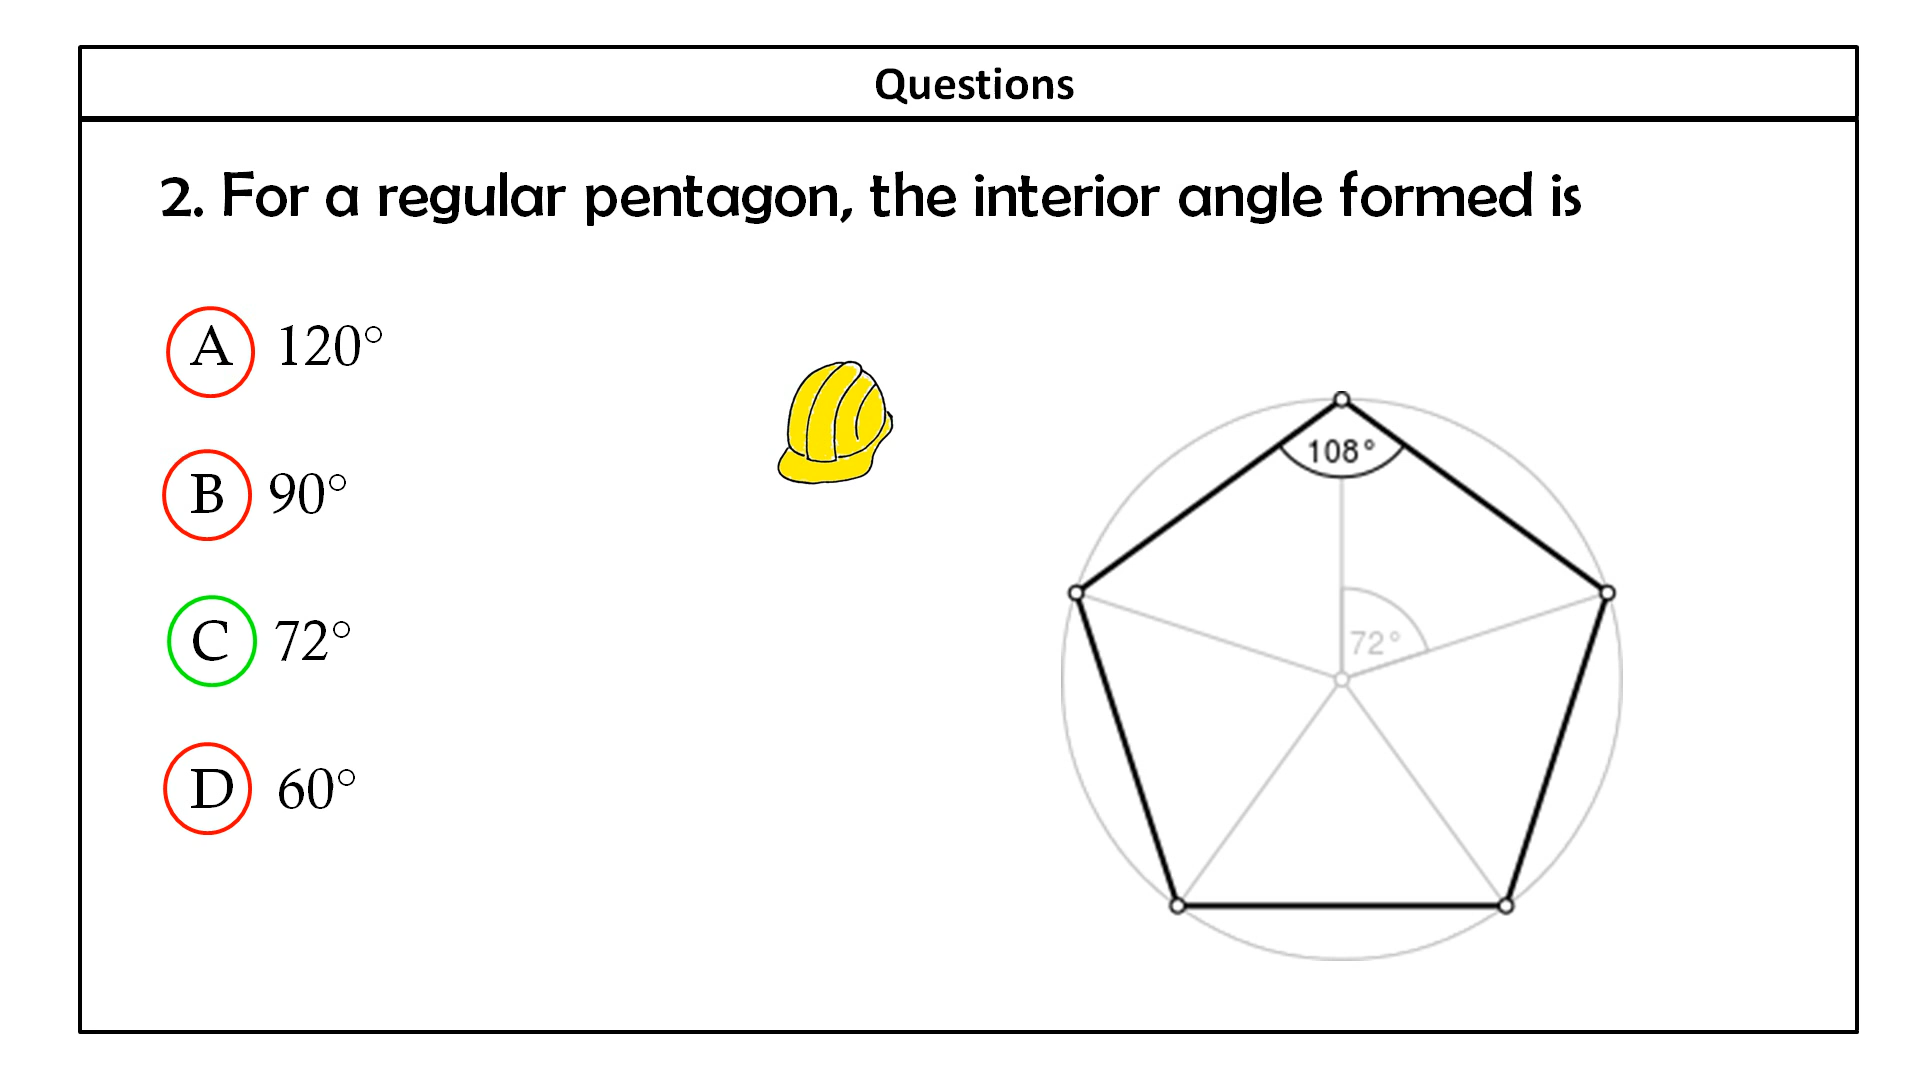 Questions
2. For a regular pentagon, the interior angle formed is
A 120°
B 90°
C 72°
D 60°
108°
72°